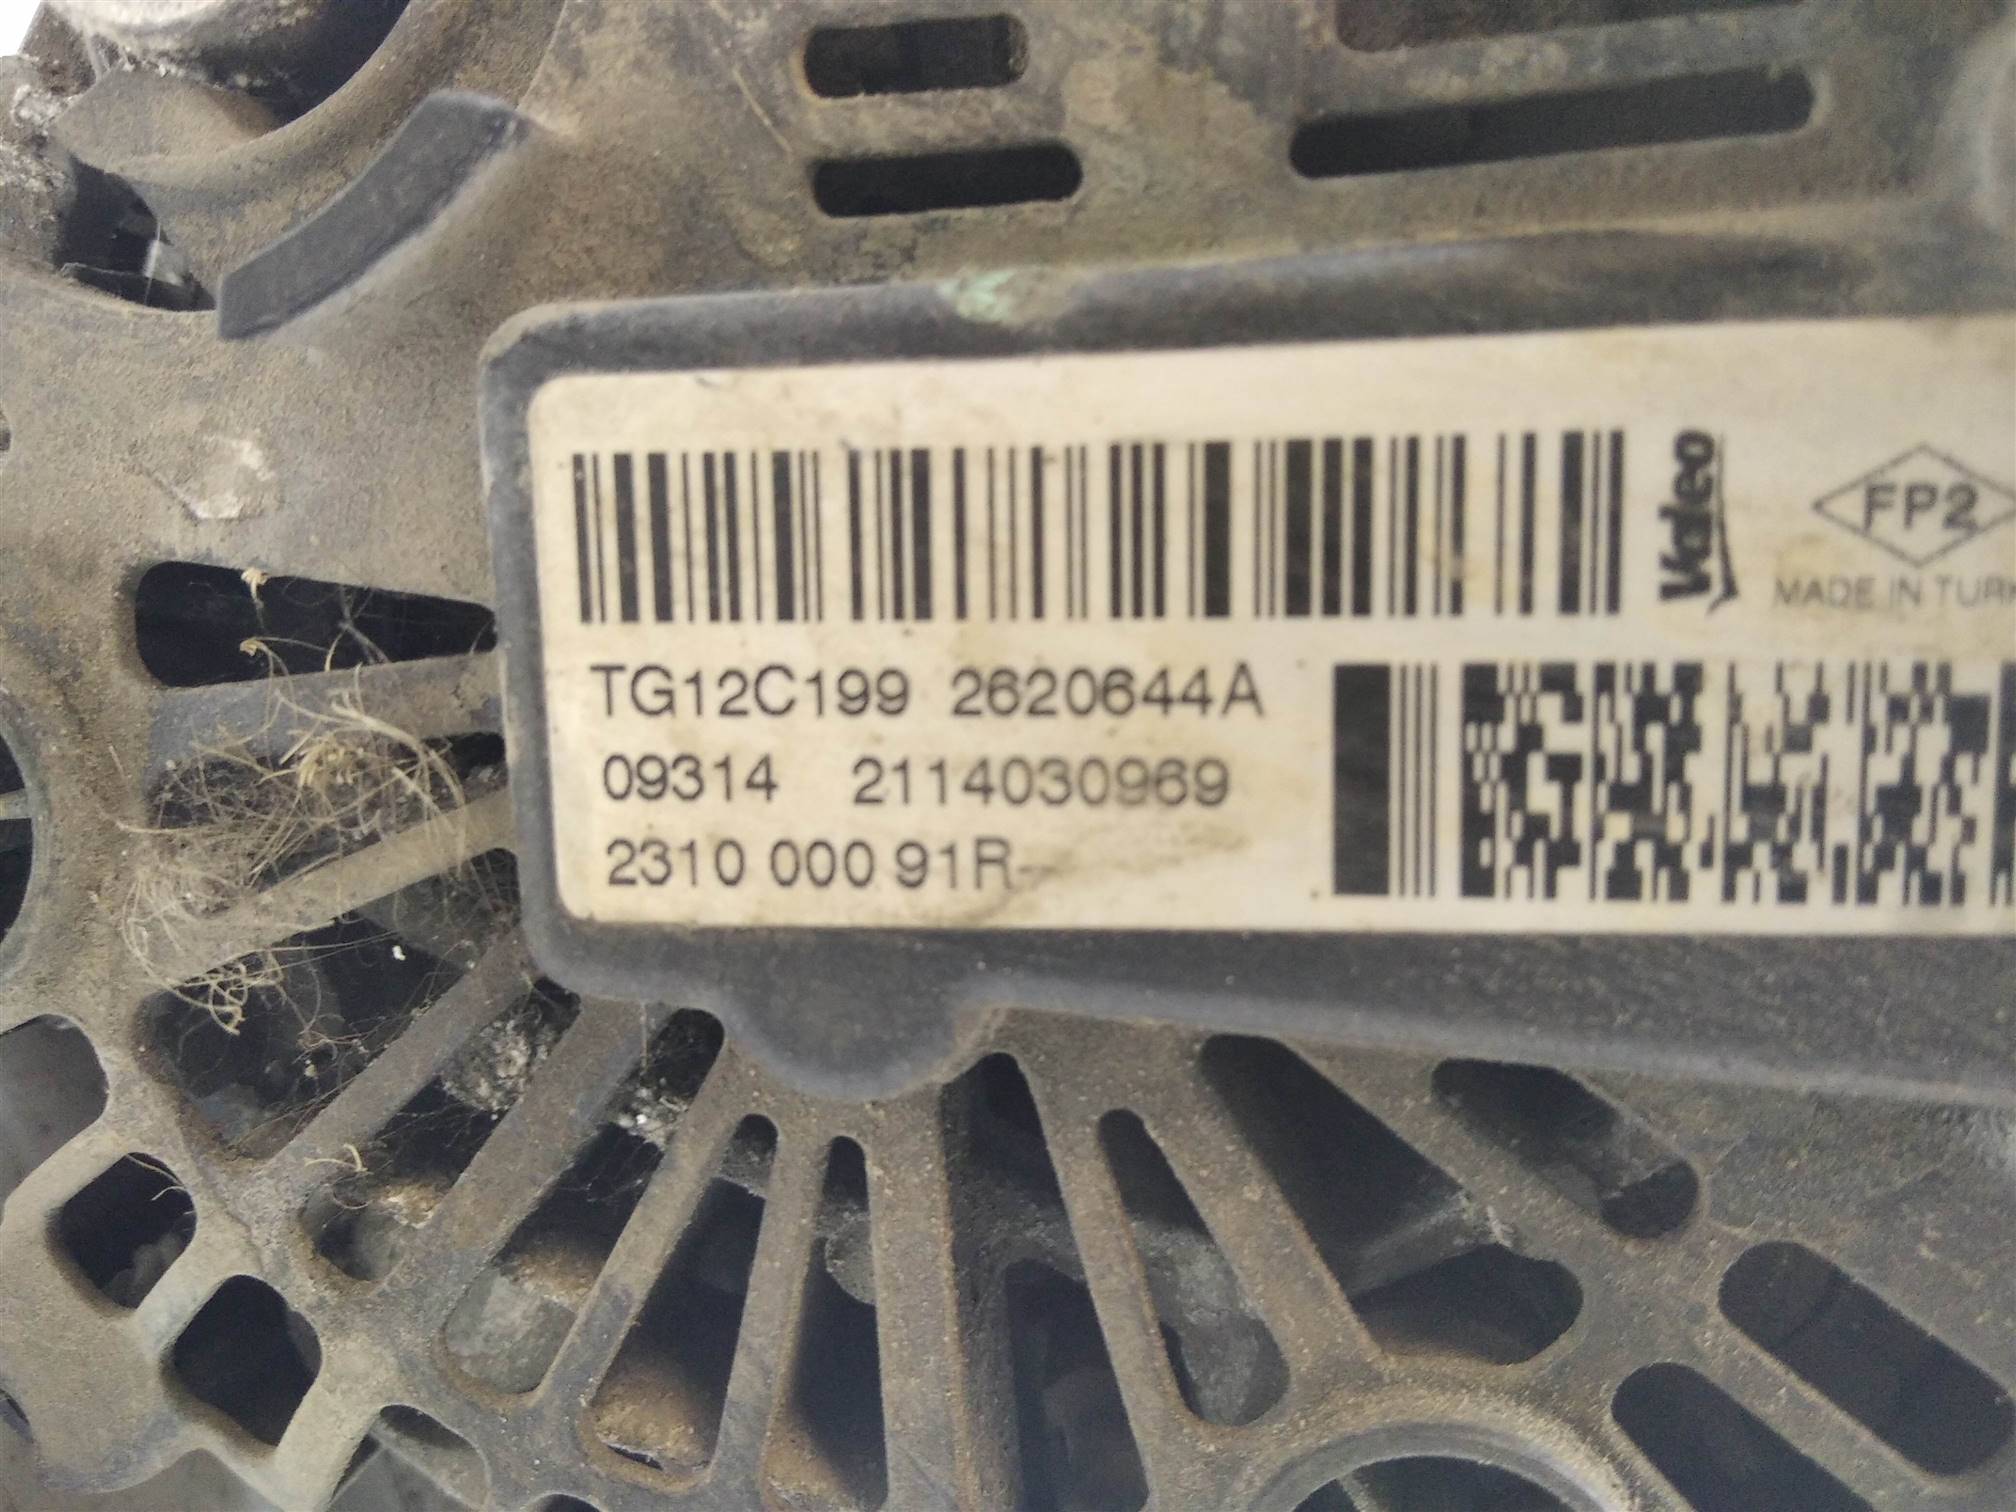 Valeo
FP2
MADE IN TUR
TG12C199 2620644A
09314 2114030969
2310 000 91R-